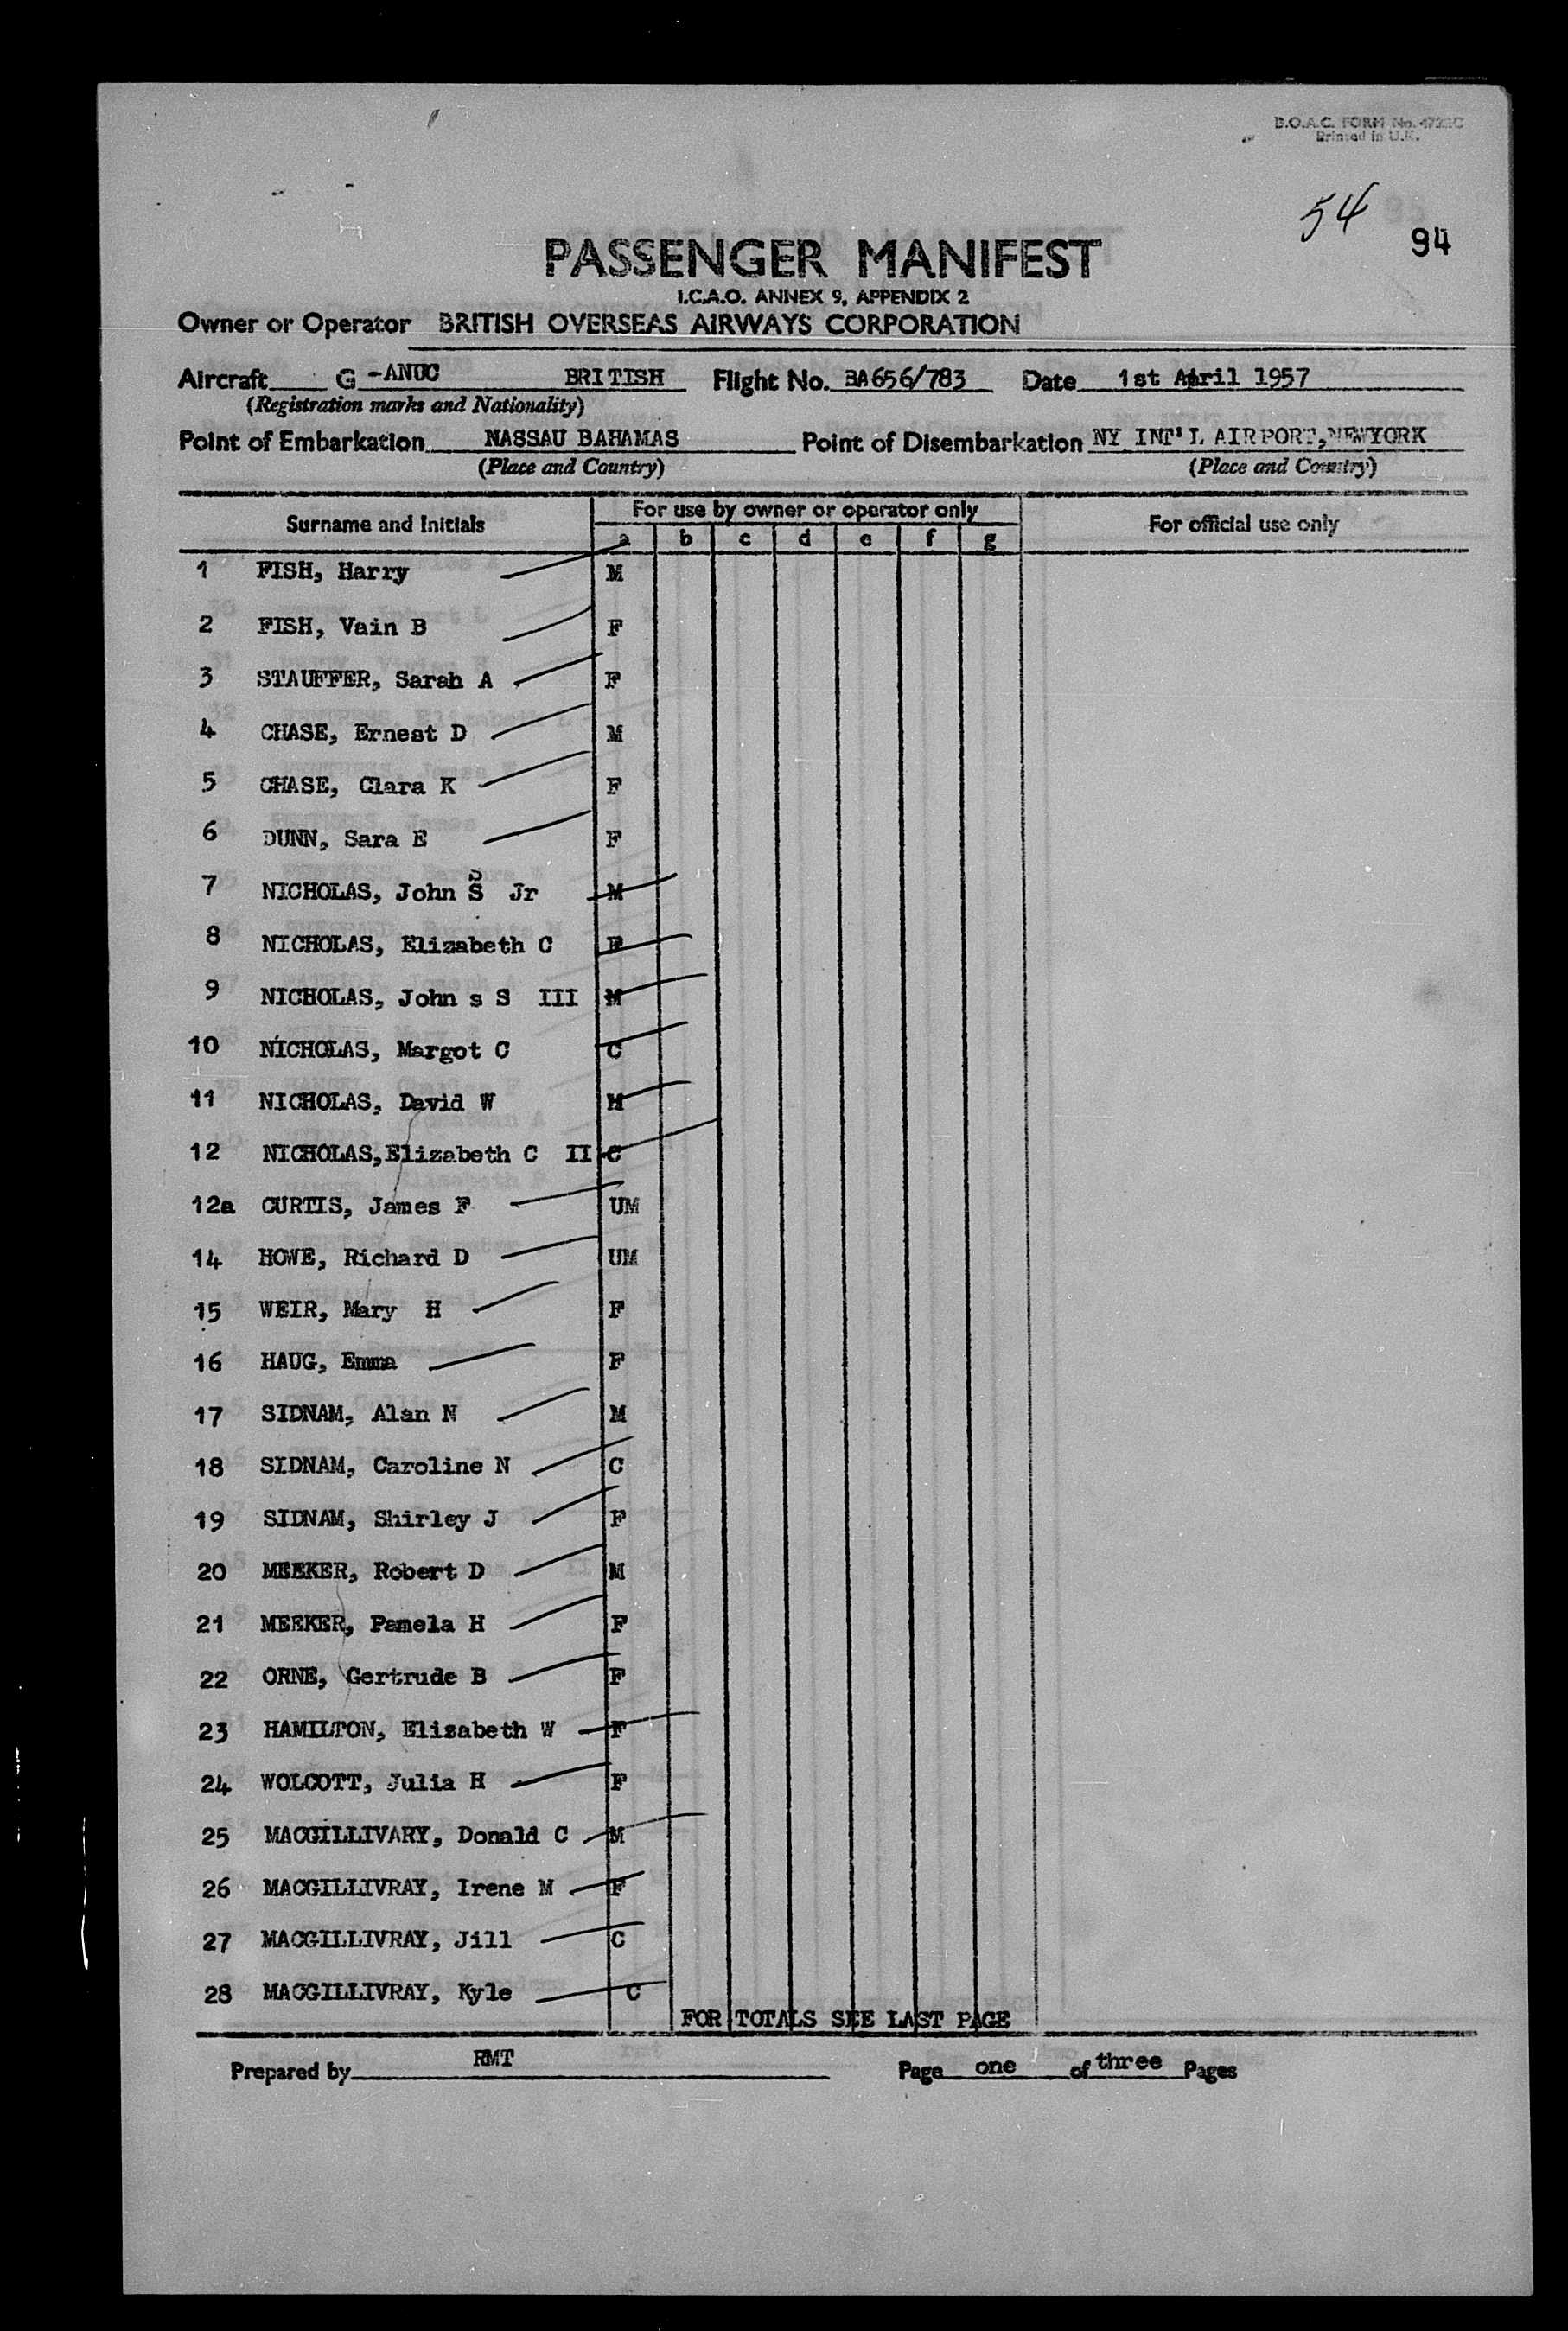 B.O.A.C. FORM No.
Printed in U.K.
54
94
PASSENGER MANIFEST
I.C.A.O. ANNEX 9, APPENDIX 2
Owner or Operator BRITISH OVERSEAS AIRWAYS CORPORATION
Aircraft G -ANUC BRITISH Flight No. BA656/783 Date 1st April 1957
(Registration marks and Nationality)
Point of Embarkation NASSAU BAHAMAS Point of Disembarkation NY INT'L AIRPORT,NEWYORK
(Place and Country) (Place and Country)
Surname and Initials For use by owner or operator only For official use only
a b c d e f g
1 FISH, Harry M
2 FISH, Vain B F
3 STAUFFER, Sarah A F
4 CHASE, Ernest D M
5 CHASE, Clara K F
6 DUNN, Sara E F
7 NICHOLAS, John S Jr M
8 NICHOLAS, Elizabeth C F
9 NICHOLAS, John s S III M
10 NICHOLAS, Margot C C
11 NICHOLAS, David W M
12 NICHOLAS,Elizabeth C II C
12a CURTIS, James F UM
14 HOWE, Richard D UM
15 WEIR, Mary H F
16 HAUG, Emma F
17 SIDNAM, Alan N M
18 SIDNAM, Caroline N C
19 SIDNAM, Shirley J F
20 MEEKER, Robert D M
21 MEEKER, Pamela H F
22 ORNE, Gertrude B F
23 HAMILTON, Elisabeth W F
24 WOLCOTT, Julia H F
25 MACGILLIVARY, Donald C M
26 MACGILLIVRAY, Irene M F
27 MACGILLIVRAY, Jill C
28 MACGILLIVRAY, Kyle C
FOR TOTALS SEE LAST PAGE
Prepared by RMT Page one of three Pages